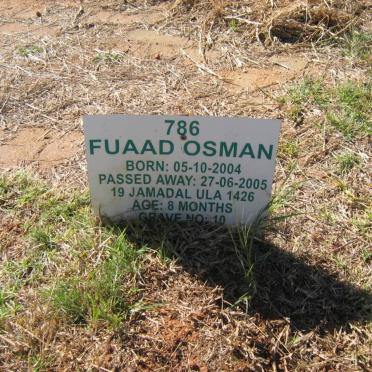 786
FUAAD OSMAN
BORN: 05-10-2004
PASSED AWAY: 27-06-2005
19 JAMADAL ULA 1426
AGE: 8 MONTHS
GRAVE NO: 10